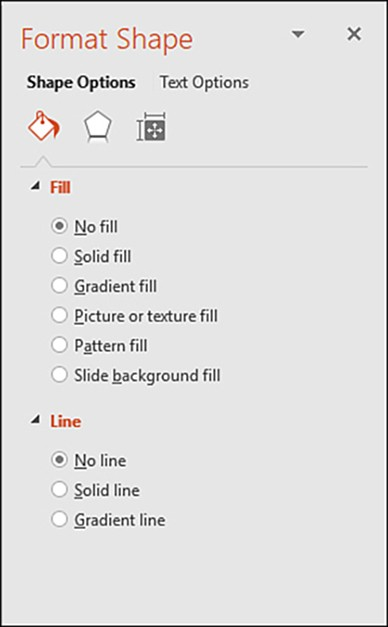 Format Shape
Shape Options Text Options
Fill
No fill
Solid fill
Gradient fill
Picture or texture fill
Pattern fill
Slide background fill
Line
No line
Solid line
Gradient line